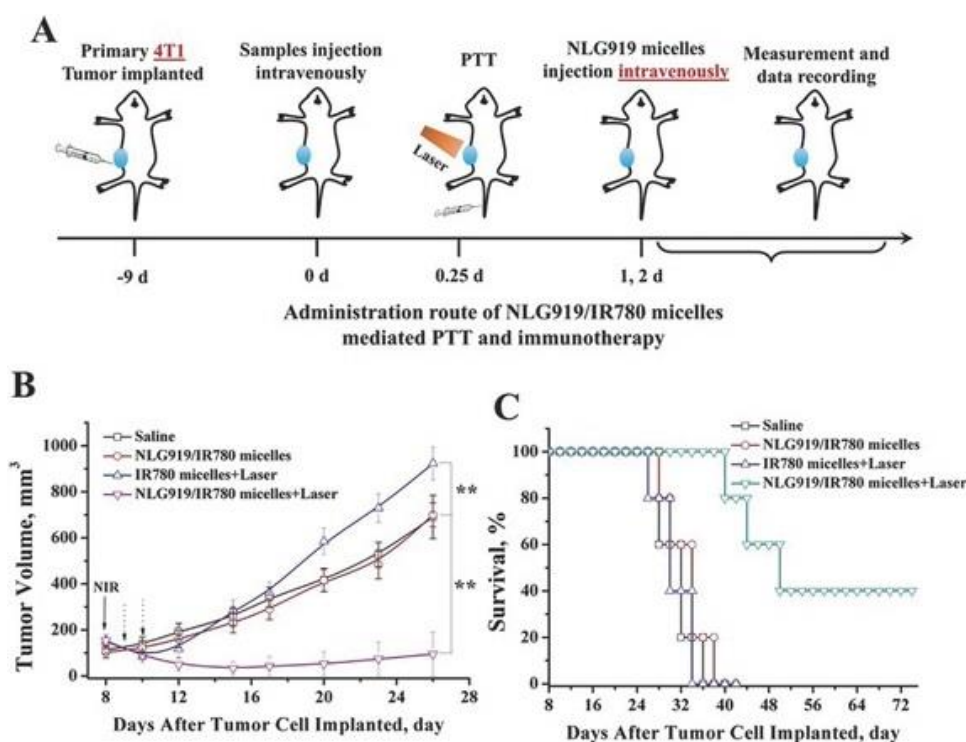 A
Primary 4T1
Tumor implanted
Samples injection
intravenously
PTT
NLG919 micelles
injection intravenously
Measurement and
data recording
Laser
-9 d
0 d
0.25 d
1, 2 d
Administration route of NLG919/IR780 micelles
mediated PTT and immunotherapy
B
Tumor Volume, mm³
1000
800
600
400
200
0
Saline
NLG919/IR780 micelles
IR780 micelles+Laser
NLG919/IR780 micelles+Laser
NIR
**
**
8 12 16 20 24 28
Days After Tumor Cell Implanted, day
C
Survival, %
100
80
60
40
20
0
Saline
NLG919/IR780 micelles
IR780 micelles+Laser
NLG919/IR780 micelles+Laser
8 16 24 32 40 48 56 64 72
Days After Tumor Cell Implanted, day